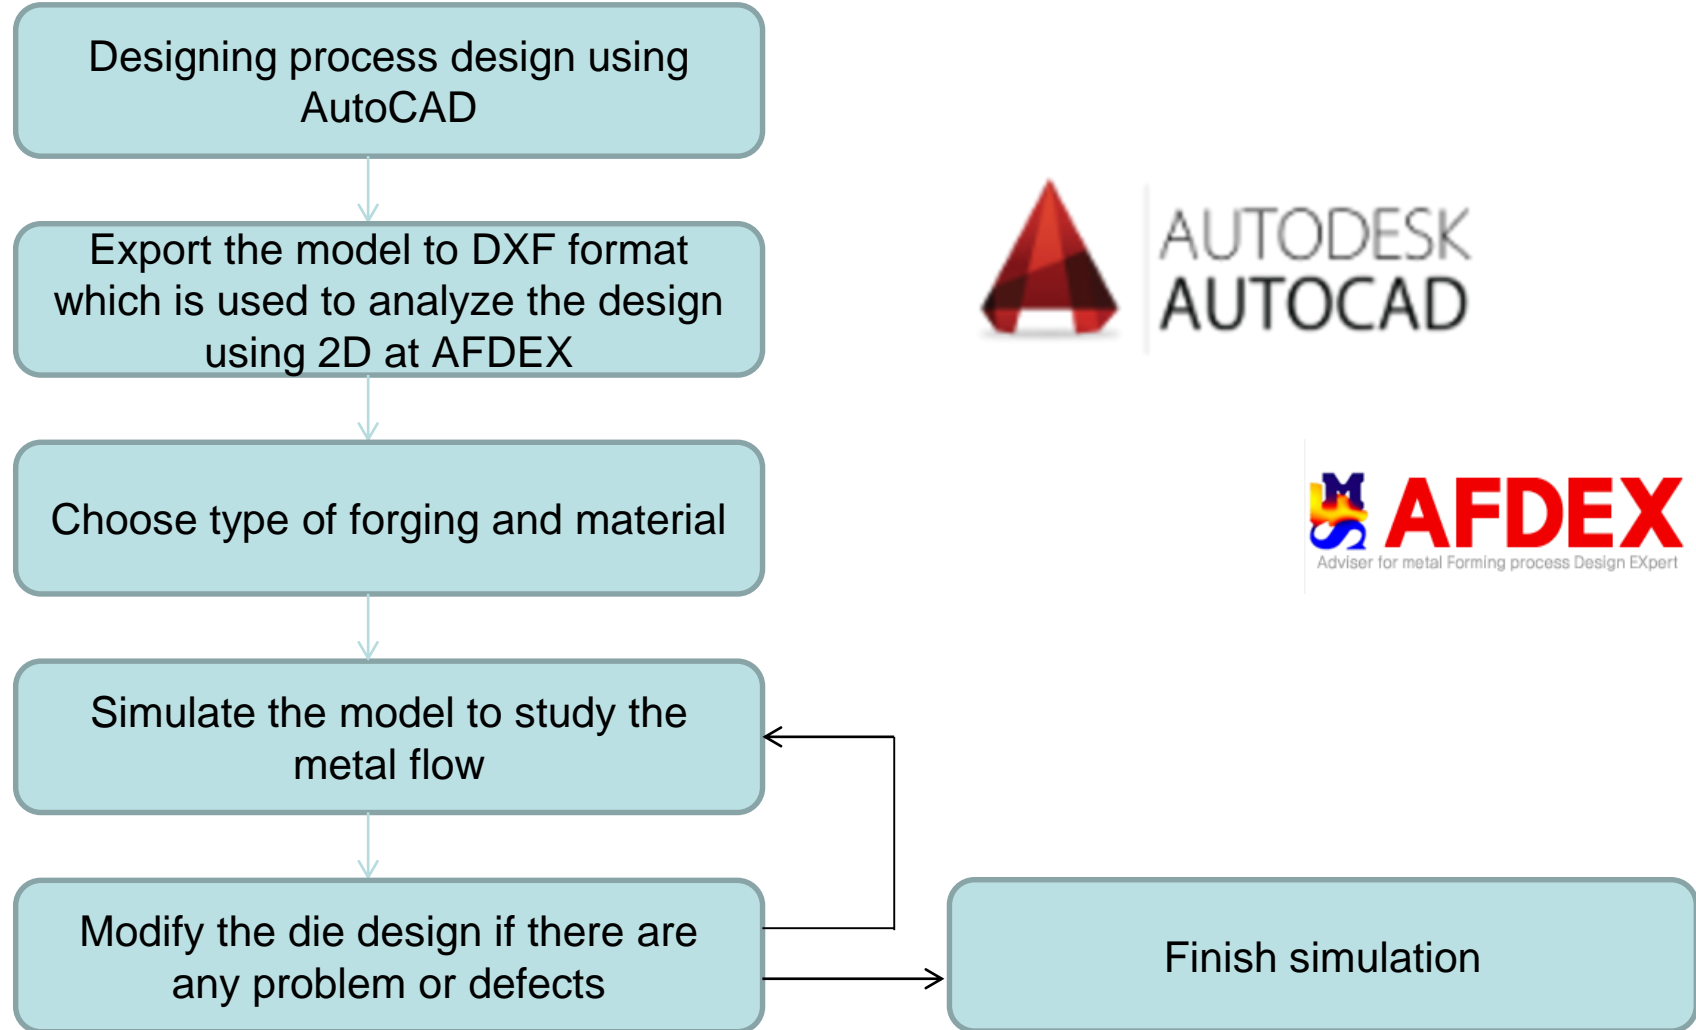 Designing process design using
AutoCAD
Export the model to DXF format
which is used to analyze the design
using 2D at AFDEX
AUTODESK
AUTOCAD
Choose type of forging and material
MFS AFDEX
Adviser for metal Forming process Design EXpert
Simulate the model to study the
metal flow
Modify the die design if there are
any problem or defects
Finish simulation